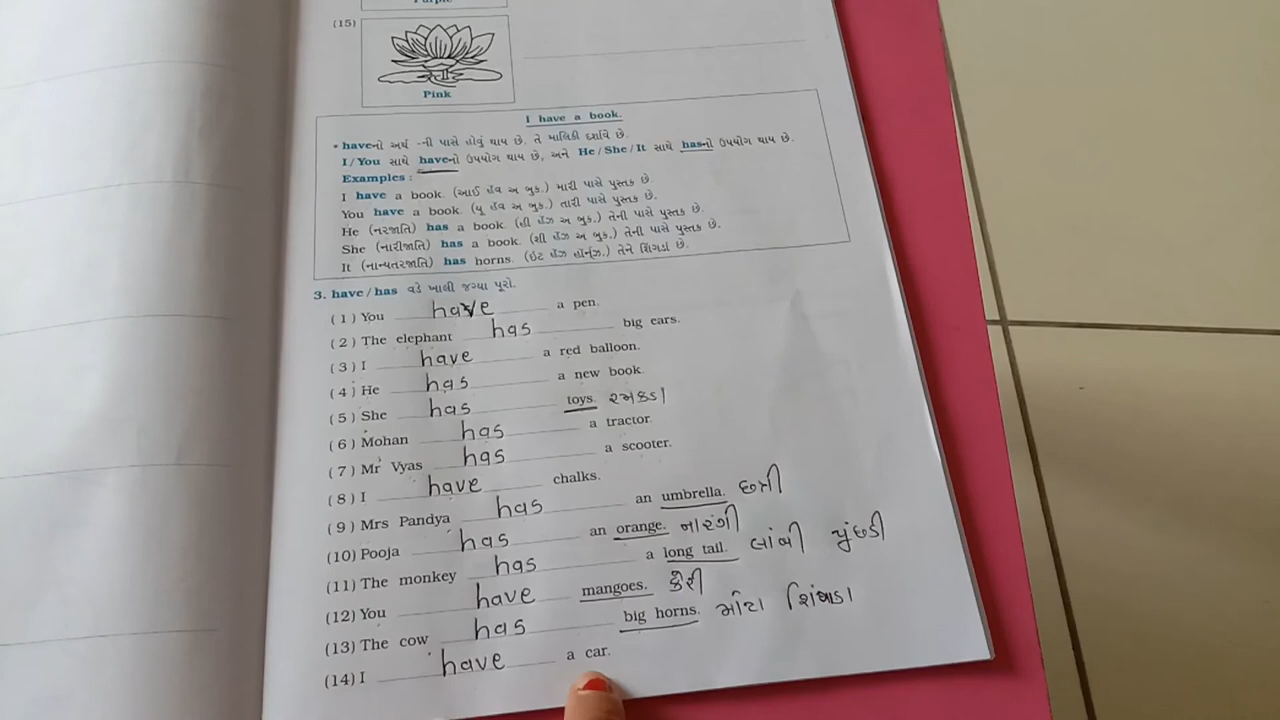 (15)
Pink
I have a book.
• haveનો અર્થ -ની પાસે હોવું થાય છે. તે માલિકી દર્શાવે છે.
I/You સાથે haveનો ઉપયોગ થાય છે, અને He/She/It સાથે hasનો ઉપયોગ થાય છે.
Examples :
I have a book. (આઈ હૅવ અ બુક.) મારી પાસે પુસ્તક છે.
You have a book. (યૂ હૅવ અ બુક.) તારી પાસે પુસ્તક છે.
He (નરજાતિ) has a book. (હી હૅઝ અ બુક.) તેની પાસે પુસ્તક છે.
She (નારીજાતિ) has a book. (શી હૅઝ અ બુક.) તેની પાસે પુસ્તક છે.
It (નાન્યતરજાતિ) has horns. (ઇટ હૅઝ હૉર્ન્ઝ.) તેને શિંગડાં છે.
3. have/has વડે ખાલી જગ્યા પૂરો.
(1) You have a pen.
(2) The elephant has big ears.
(3) I have a red balloon.
(4) He has a new book.
(5) She has toys. રમકડા
(6) Mohan has a tractor.
(7) Mr Vyas has a scooter.
(8) I have chalks.
(9) Mrs Pandya has an umbrella. છત્રી
(10) Pooja has an orange. નારંગી
(11) The monkey has a long tail. લાંબી પુંછડી
(12) You have mangoes. કેરી
(13) The cow has big horns. મોટા
(14) I have a car.